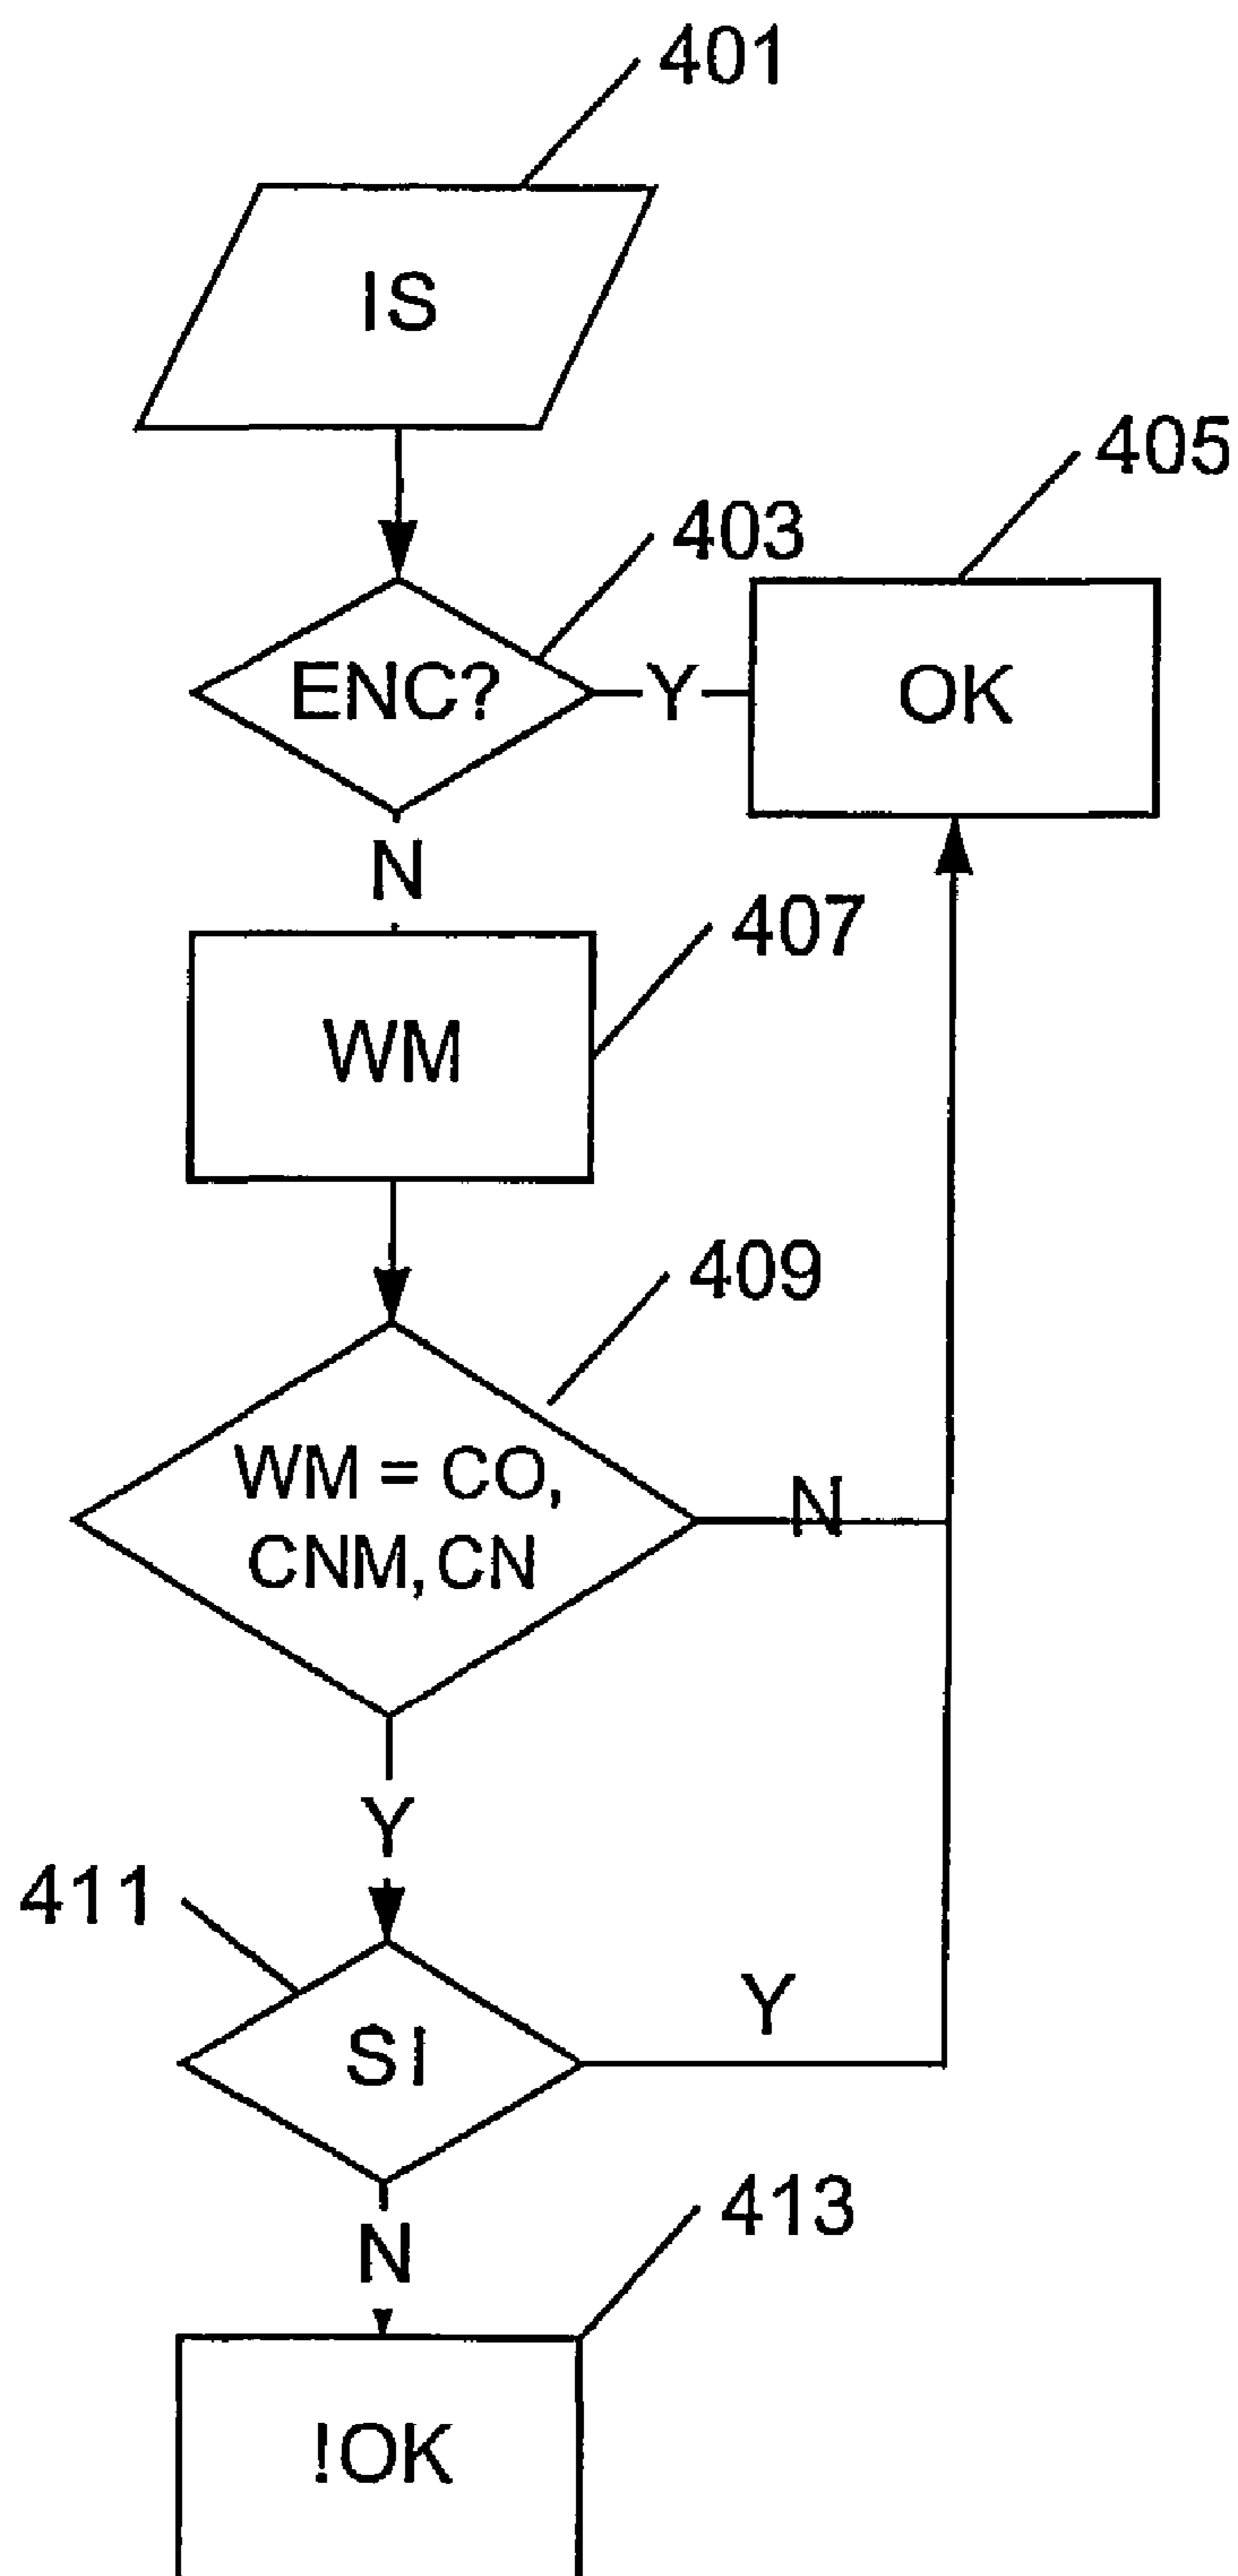 401
IS
405
403
ENC?
Y
OK
N
407
WM
409
WM = CO,
CNM, CN
N
Y
411
SI
Y
N
413
!OK